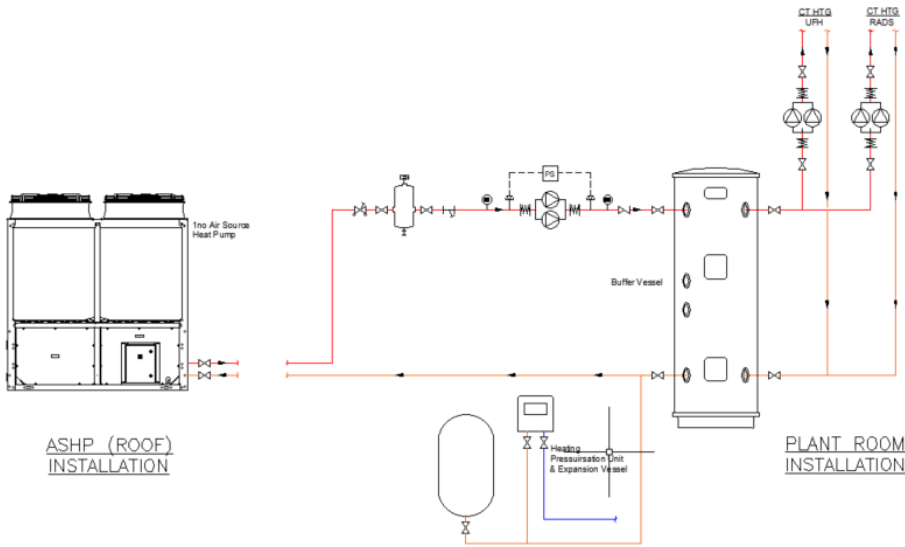 CT HTG
UFH
CT HTG
RADS
PS
1no Air Source
Heat Pump
Buffer Vessel
Heating
Pressuirsation Unit
& Expansion Vessel
ASHP (ROOF)
INSTALLATION
PLANT ROOM
INSTALLATION